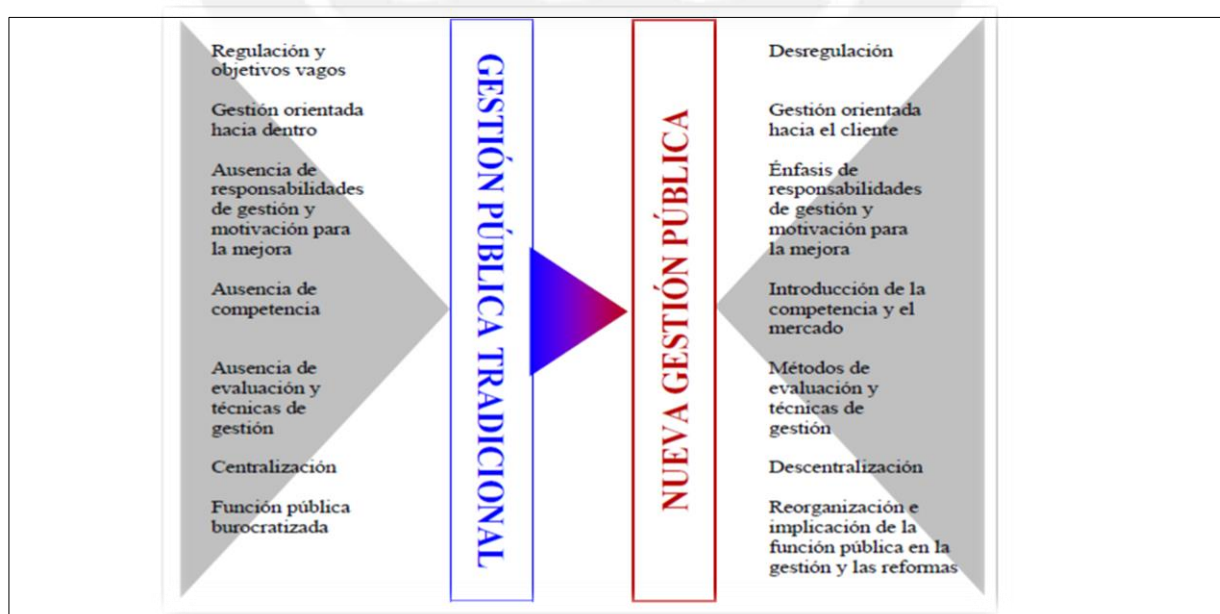 Regulación y
objetivos vagos
Gestión orientada
hacia dentro
Ausencia de
responsabilidades
de gestión y
motivación para
la mejora
Ausencia de
competencia
Ausencia de
evaluación y
técnicas de
gestión
Centralización
Función pública
burocratizada
GESTIÓN PÚBLICA TRADICIONAL
NUEVA GESTIÓN PÚBLICA
Desregulación
Gestión orientada
hacia el cliente
Énfasis de
responsabilidades
de gestión y
motivación para
la mejora
Introducción de la
competencia y el
mercado
Métodos de
evaluación y
técnicas de
gestión
Descentralización
Reorganización e
implicación de la
función pública en la
gestión y las reformas